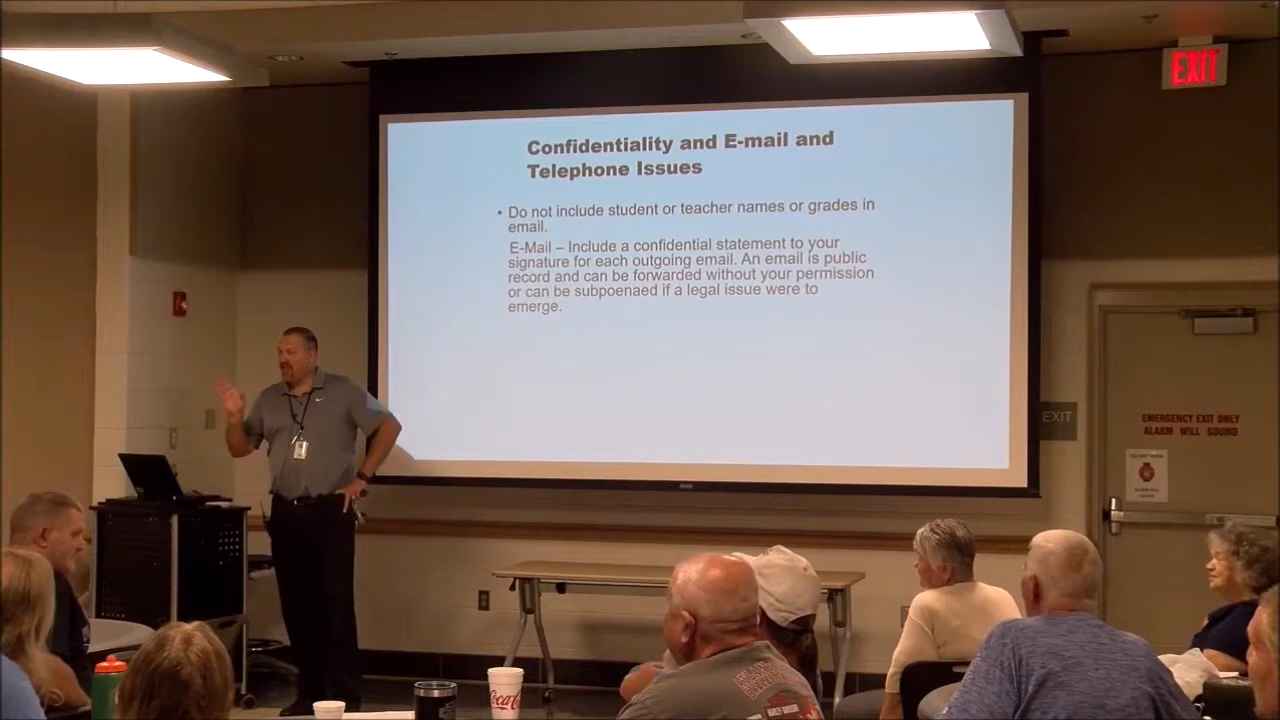 EXIT
Confidentiality and E-mail and
Telephone Issues
• Do not include student or teacher names or grades in
email.
E-Mail – Include a confidential statement to your
signature for each outgoing email. An email is public
record and can be forwarded without your permission
or can be subpoenaed if a legal issue were to
emerge.
EXIT
EMERGENCY EXIT ONLY
ALARM WILL SOUND
Coca